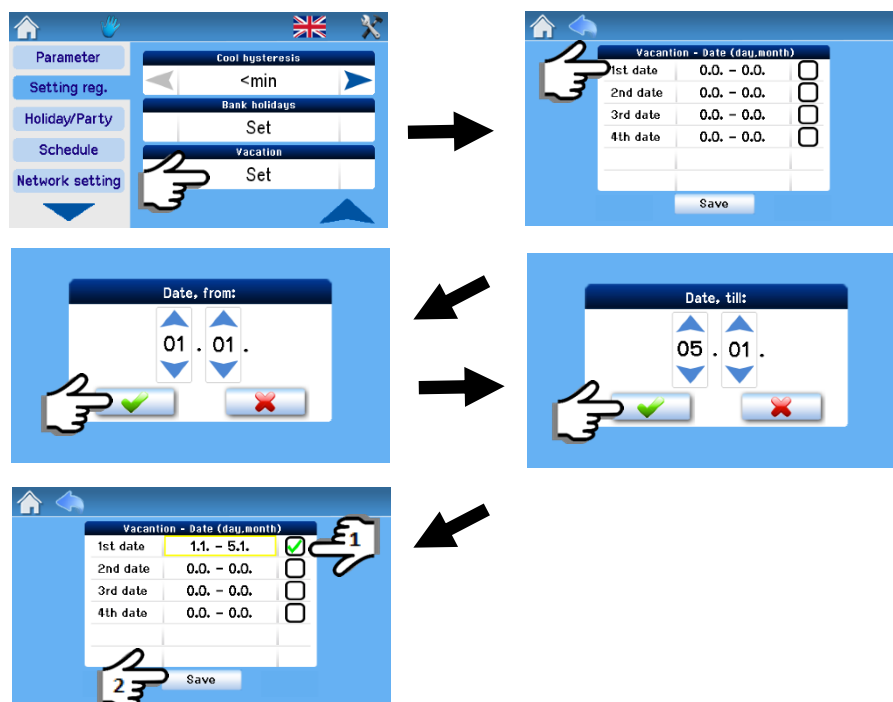 Parameter
Setting reg.
Holiday/Party
Schedule
Network setting
Cool hysteresis
<min
Bank holidays
Set
Vacation
Set
Vacantion - Date (day.month)
1st date 0.0. - 0.0.
2nd date 0.0. - 0.0.
3rd date 0.0. - 0.0.
4th date 0.0. - 0.0.
Save
Date, from:
01 . 01 .
Date, till:
05 . 01 .
Vacantion - Date (day.month)
1st date 1.1. - 5.1.
1
2nd date 0.0. - 0.0.
3rd date 0.0. - 0.0.
4th date 0.0. - 0.0.
2
Save